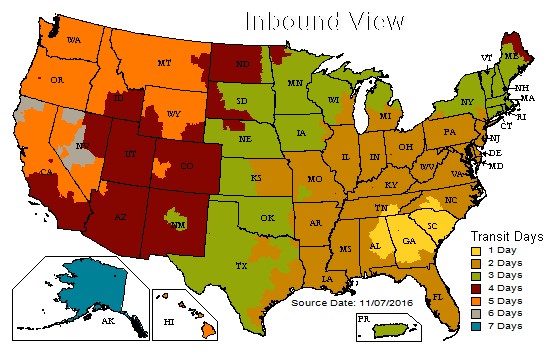 Inbound View
WA
OR
CA
NV
ID
MT
WY
UT
AZ
CO
NM
ND
SD
NE
KS
OK
TX
MN
IA
MO
AR
LA
WI
IL
MI
IN
OH
KY
TN
MS
AL
GA
FL
SC
NC
VA
WV
PA
NY
VT
ME
NH
MA
RI
CT
NJ
DE
MD
AK
HI
PR
Source Date: 11/07/2016
Transit Days
1 Day
2 Days
3 Days
4 Days
5 Days
6 Days
7 Days